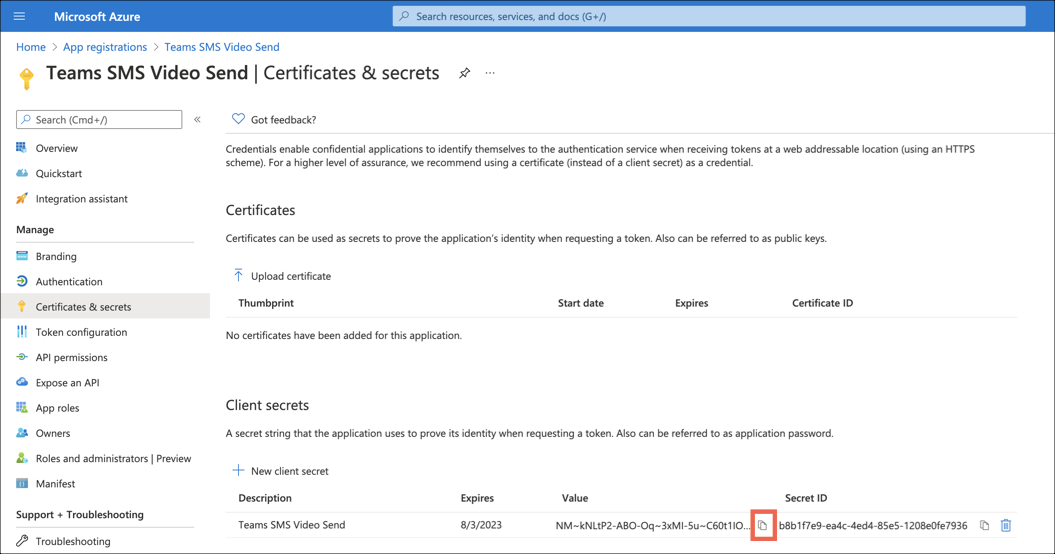 Microsoft Azure
Search resources, services, and docs (G+/)
Home > App registrations > Teams SMS Video Send
Teams SMS Video Send | Certificates & secrets
Search (Cmd+/)
Overview
Quickstart
Integration assistant
Manage
Branding
Authentication
Certificates & secrets
Token configuration
API permissions
Expose an API
App roles
Owners
Roles and administrators | Preview
Manifest
Support + Troubleshooting
Troubleshooting
Got feedback?
Credentials enable confidential applications to identify themselves to the authentication service when receiving tokens at a web addressable location (using an HTTPS
scheme). For a higher level of assurance, we recommend using a certificate (instead of a client secret) as a credential.
Certificates
Certificates can be used as secrets to prove the application's identity when requesting a token. Also can be referred to as public keys.
Upload certificate
Thumbprint Start date Expires Certificate ID
No certificates have been added for this application.
Client secrets
A secret string that the application uses to prove its identity when requesting a token. Also can be referred to as application password.
New client secret
Description Expires Value Secret ID
Teams SMS Video Send 8/3/2023 NM~kNLtP2-ABO-Oq~3xMI-5u~C60t1IO... b8b1f7e9-ea4c-4ed4-85e5-1208e0fe7936